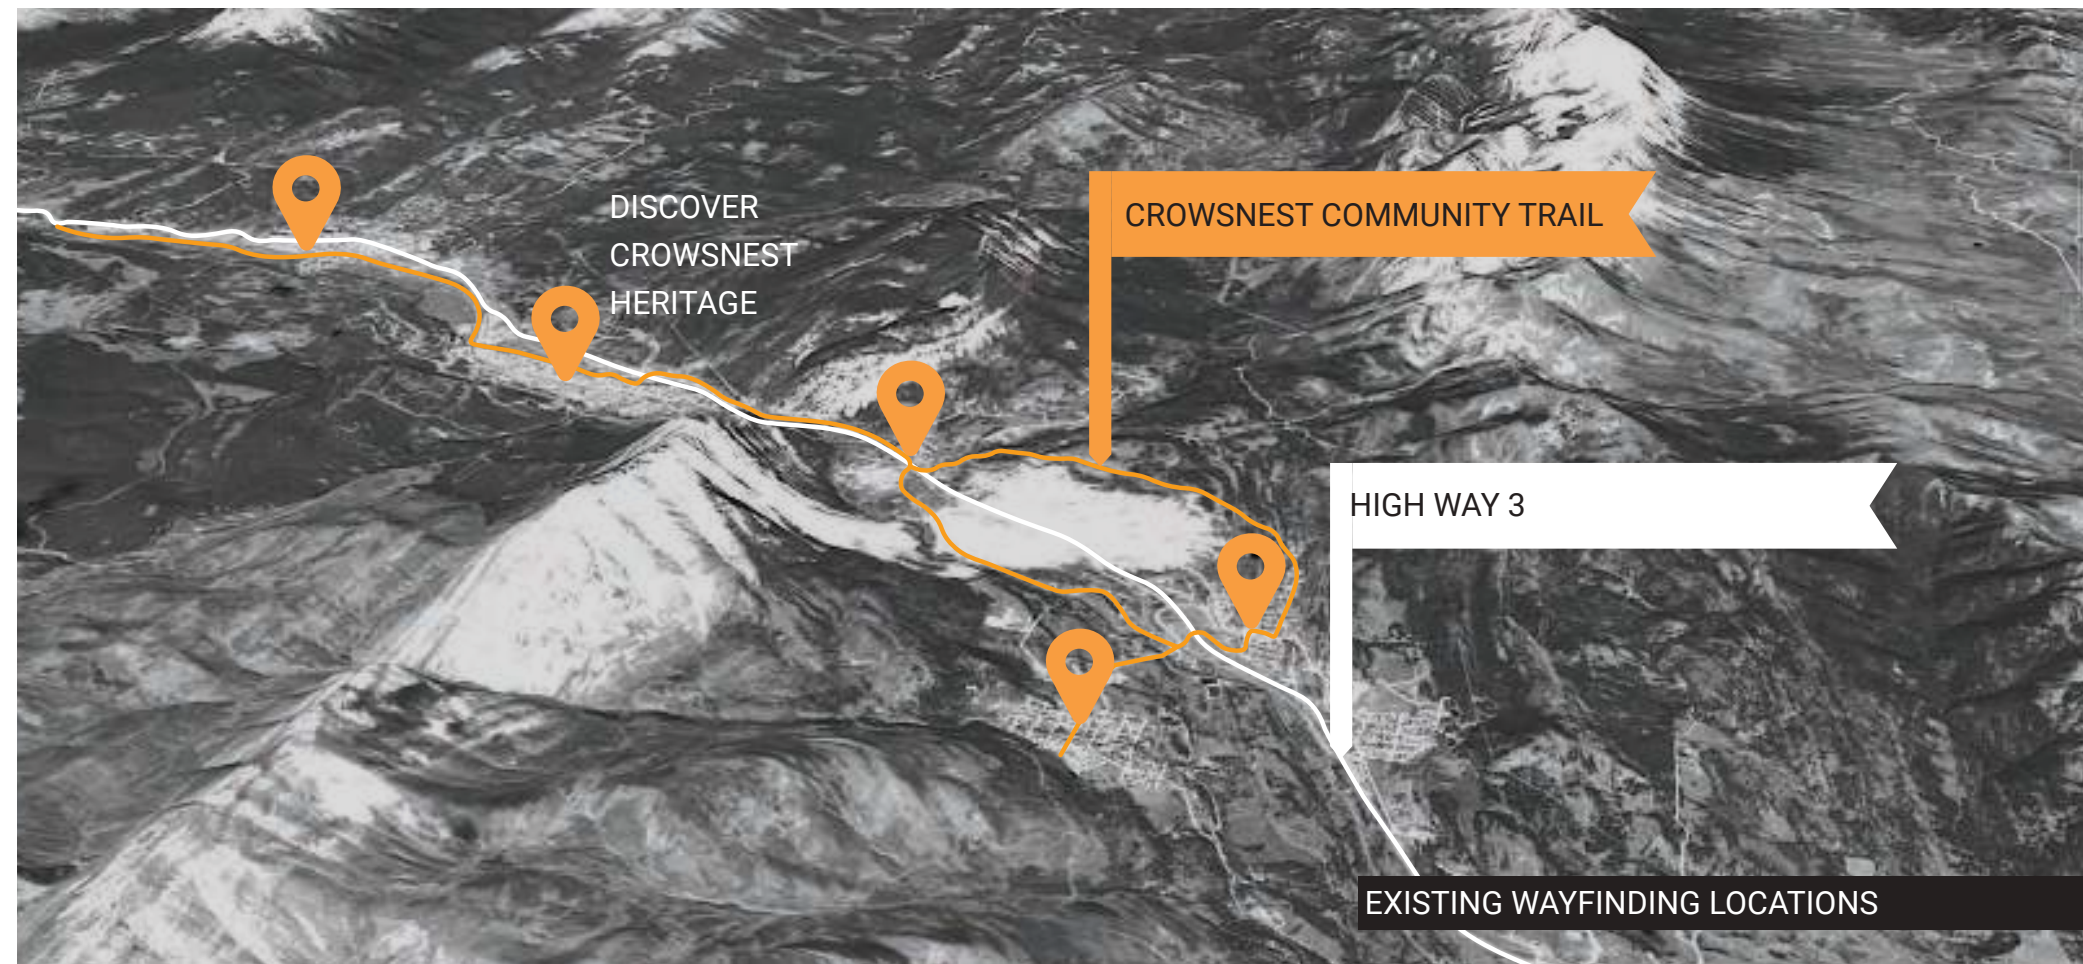 DISCOVER
CROWSNEST
HERITAGE
CROWSNEST COMMUNITY TRAIL
HIGH WAY 3
EXISTING WAYFINDING LOCATIONS